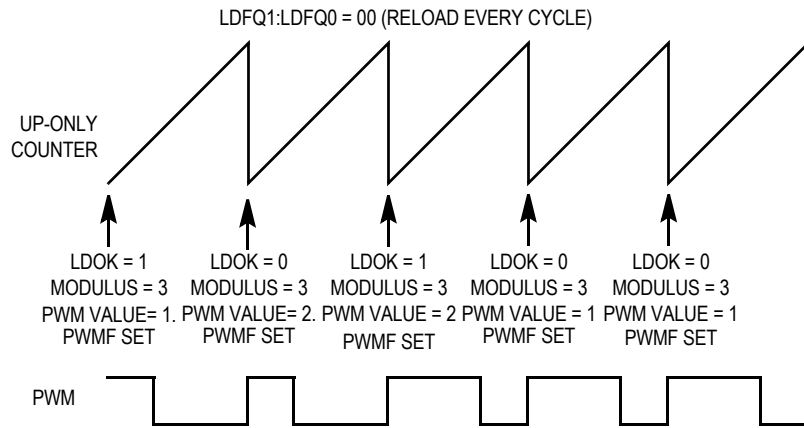 LDFQ1:LDFQ0 = 00 (RELOAD EVERY CYCLE)
UP-ONLY
COUNTER
LDOK = 1
MODULUS = 3
PWM VALUE= 1.
PWMF SET
LDOK = 0
MODULUS = 3
PWM VALUE= 2.
PWMF SET
LDOK = 1
MODULUS = 3
PWM VALUE = 2
PWMF SET
LDOK = 0
MODULUS = 3
PWM VALUE = 1
PWMF SET
LDOK = 0
MODULUS = 3
PWM VALUE = 1
PWMF SET
PWM